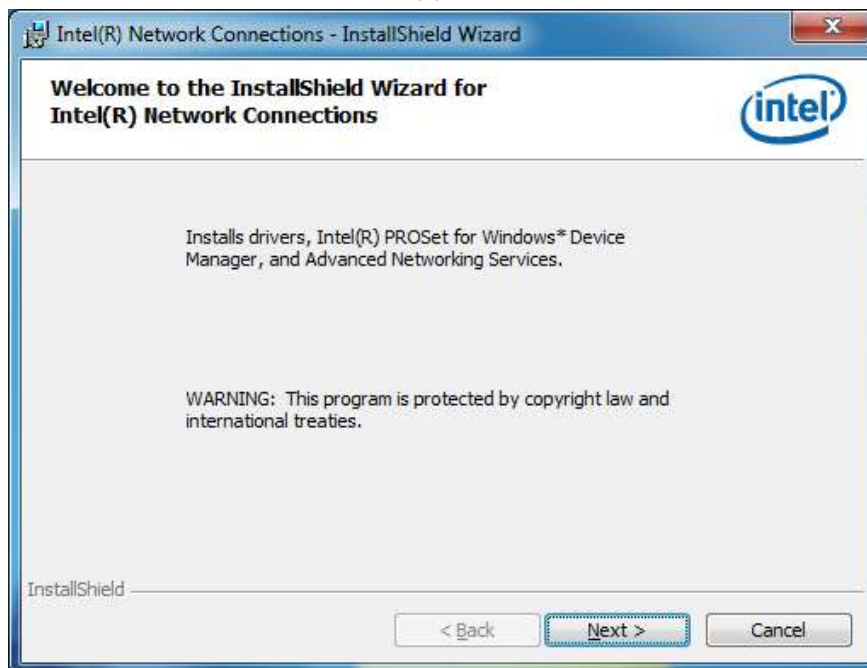 Intel(R) Network Connections - InstallShield Wizard
Welcome to the InstallShield Wizard for
Intel(R) Network Connections
intel
Installs drivers, Intel(R) PROSet for Windows* Device
Manager, and Advanced Networking Services.
WARNING: This program is protected by copyright law and
international treaties.
InstallShield
< Back Next > Cancel